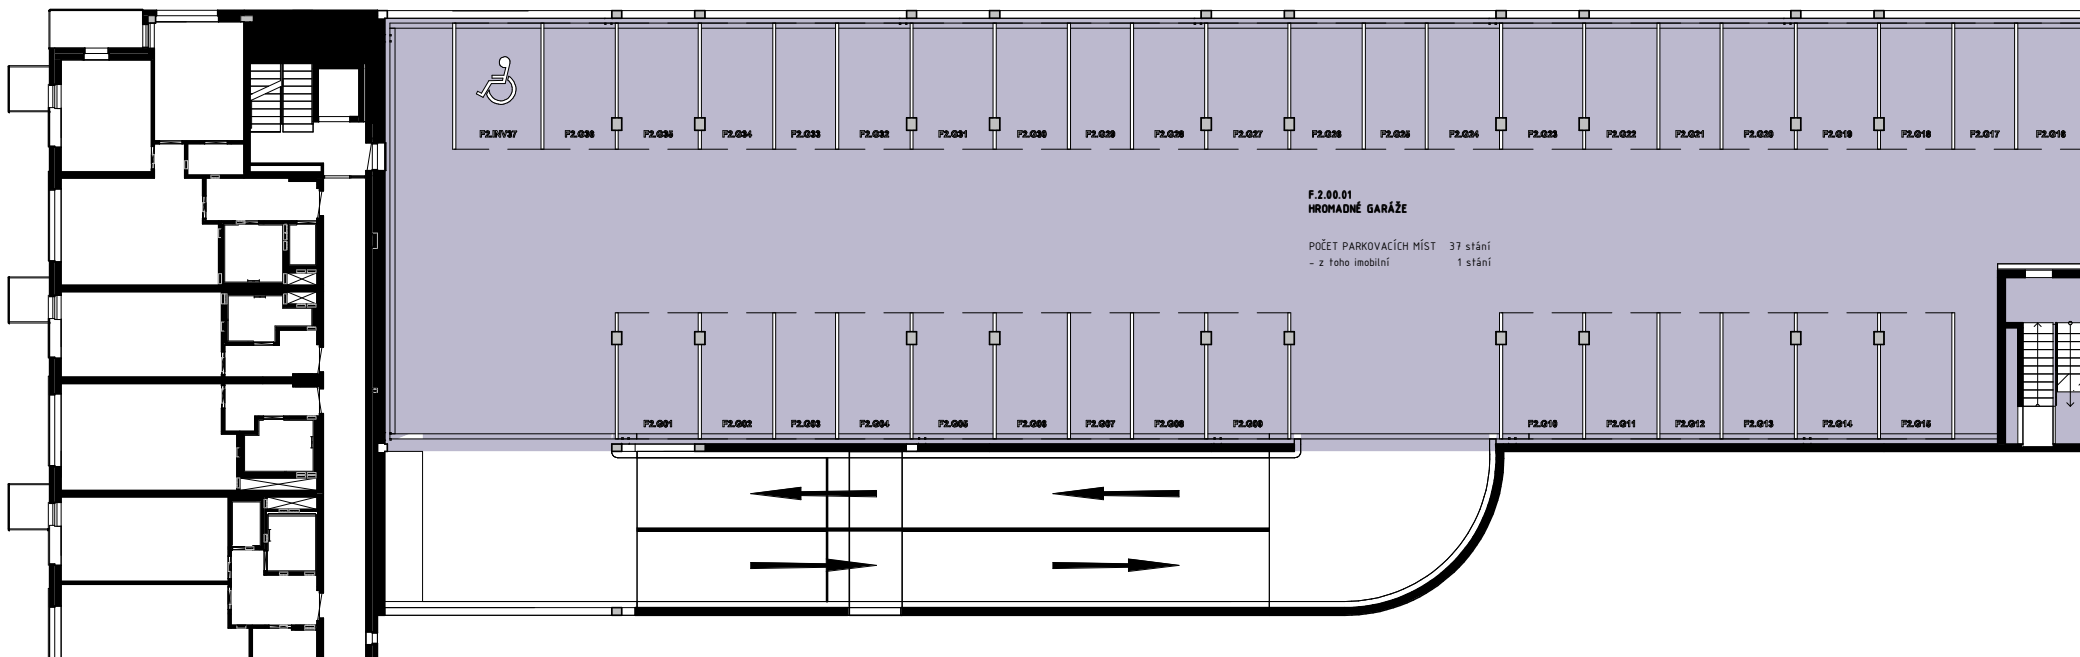 F2.INV37 F2.G36 F2.G35 F2.G34 F2.G33 F2.G32 F2.G31 F2.G30 F2.G29 F2.G28 F2.G27 F2.G26 F2.G25 F2.G24 F2.G23 F2.G22 F2.G21 F2.G20 F2.G19 F2.G18 F2.G17 F2.G16
F.2.00.01
HROMADNÉ GARÁŽE
POČET PARKOVACÍCH MÍST 37 stání
- z toho imobilní 1 stání
F2.G01 F2.G02 F2.G03 F2.G04 F2.G05 F2.G06 F2.G07 F2.G08 F2.G09 F2.G10 F2.G11 F2.G12 F2.G13 F2.G14 F2.G15